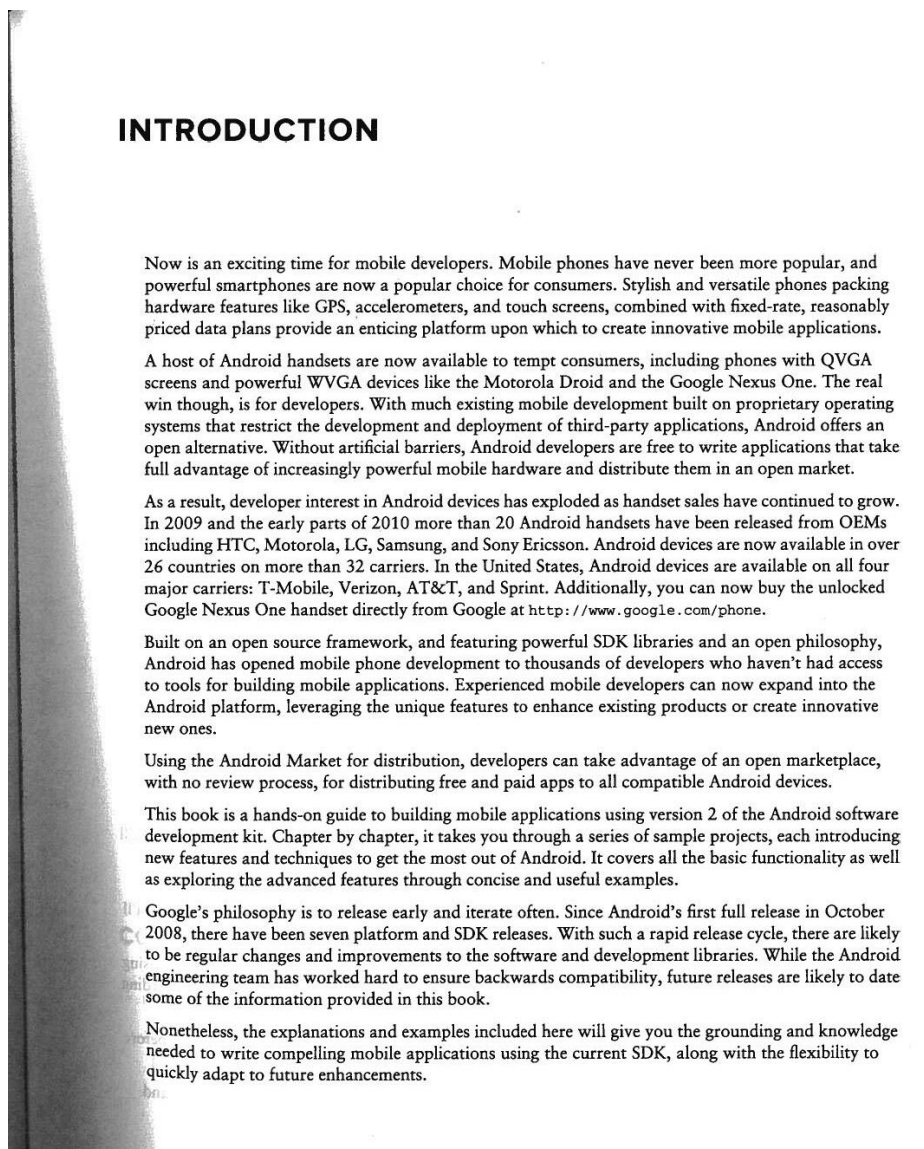 INTRODUCTION
Now is an exciting time for mobile developers. Mobile phones have never been more popular, and
powerful smartphones are now a popular choice for consumers. Stylish and versatile phones packing
hardware features like GPS, accelerometers, and touch screens, combined with fixed-rate, reasonably
priced data plans provide an enticing platform upon which to create innovative mobile applications.
A host of Android handsets are now available to tempt consumers, including phones with QVGA
screens and powerful WVGA devices like the Motorola Droid and the Google Nexus One. The real
win though, is for developers. With much existing mobile development built on proprietary operating
systems that restrict the development and deployment of third-party applications, Android offers an
open alternative. Without artificial barriers, Android developers are free to write applications that take
full advantage of increasingly powerful mobile hardware and distribute them in an open market.
As a result, developer interest in Android devices has exploded as handset sales have continued to grow.
In 2009 and the early parts of 2010 more than 20 Android handsets have been released from OEMs
including HTC, Motorola, LG, Samsung, and Sony Ericsson. Android devices are now available in over
26 countries on more than 32 carriers. In the United States, Android devices are available on all four
major carriers: T-Mobile, Verizon, AT&T, and Sprint. Additionally, you can now buy the unlocked
Google Nexus One handset directly from Google at http://www.google.com/phone.
Built on an open source framework, and featuring powerful SDK libraries and an open philosophy,
Android has opened mobile phone development to thousands of developers who haven't had access
to tools for building mobile applications. Experienced mobile developers can now expand into the
Android platform, leveraging the unique features to enhance existing products or create innovative
new ones.
Using the Android Market for distribution, developers can take advantage of an open marketplace,
with no review process, for distributing free and paid apps to all compatible Android devices.
This book is a hands-on guide to building mobile applications using version 2 of the Android software
development kit. Chapter by chapter, it takes you through a series of sample projects, each introducing
new features and techniques to get the most out of Android. It covers all the basic functionality as well
as exploring the advanced features through concise and useful examples.
Google's philosophy is to release early and iterate often. Since Android's first full release in October
2008, there have been seven platform and SDK releases. With such a rapid release cycle, there are likely
to be regular changes and improvements to the software and development libraries. While the Android
engineering team has worked hard to ensure backwards compatibility, future releases are likely to date
some of the information provided in this book.
Nonetheless, the explanations and examples included here will give you the grounding and knowledge
needed to write compelling mobile applications using the current SDK, along with the flexibility to
quickly adapt to future enhancements.